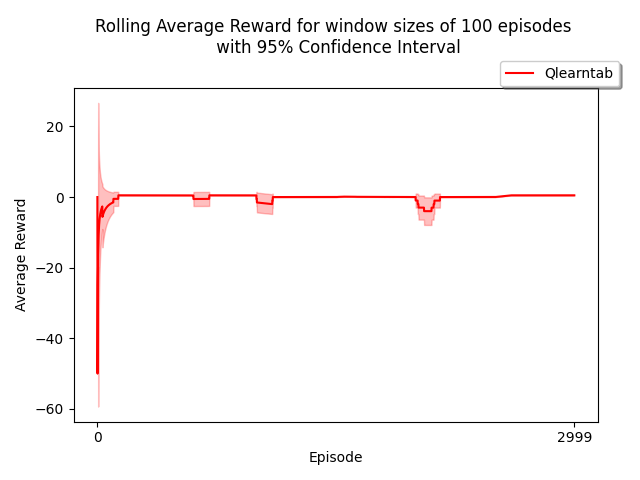 Rolling Average Reward for window sizes of 100 episodes
with 95% Confidence Interval
Qlearntab
20
0
−20
−40
−60
Average Reward
0
2999
Episode